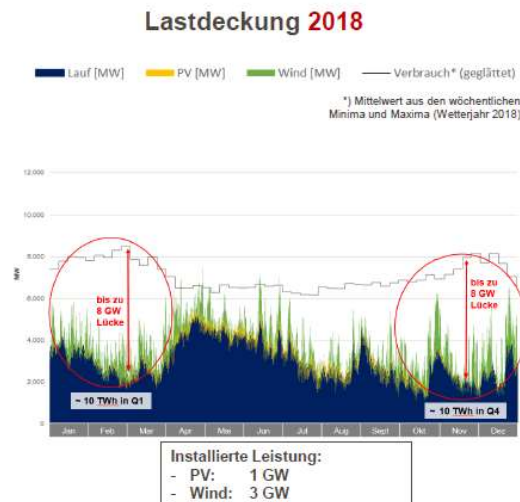 Lastdeckung 2018
Lauf [MW] PV [MW] Wind [MW] Verbrauch* (geglättet)
*) Mittelwert aus den wöchentlichen
Minima und Maxima (Wetterjahr 2018)
12.000
10.000
8.000
6.000
4.000
2.000
0
MW
bis zu
8 GW
Lücke
bis zu
8 GW
Lücke
~ 10 TWh in Q1
~ 10 TWh in Q4
Jan Feb Mar Apr Mai Jun Jul Aug Sept Okt Nov Dez
Installierte Leistung:
- PV: 1 GW
- Wind: 3 GW